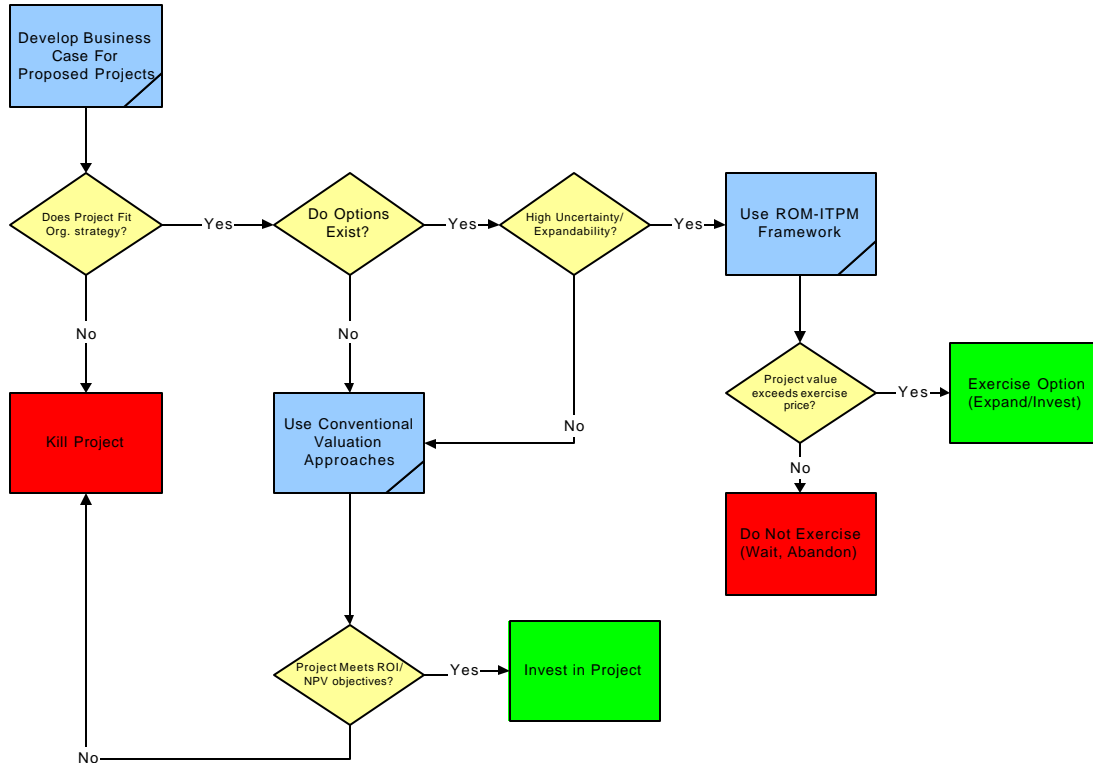 Develop Business
Case For
Proposed Projects
Does Project Fit
Org. strategy?
Yes
Do Options
Exist?
Yes
High Uncertainty/
Expandability?
Yes
Use ROM-ITPM
Framework
No
No
No
Project value
exceeds exercise
price?
Yes
Exercise Option
(Expand/Invest)
Kill Project
Use Conventional
Valuation
Approaches
No
Do Not Exercise
(Wait, Abandon)
Project Meets ROI/
NPV objectives?
Yes
Invest in Project
No